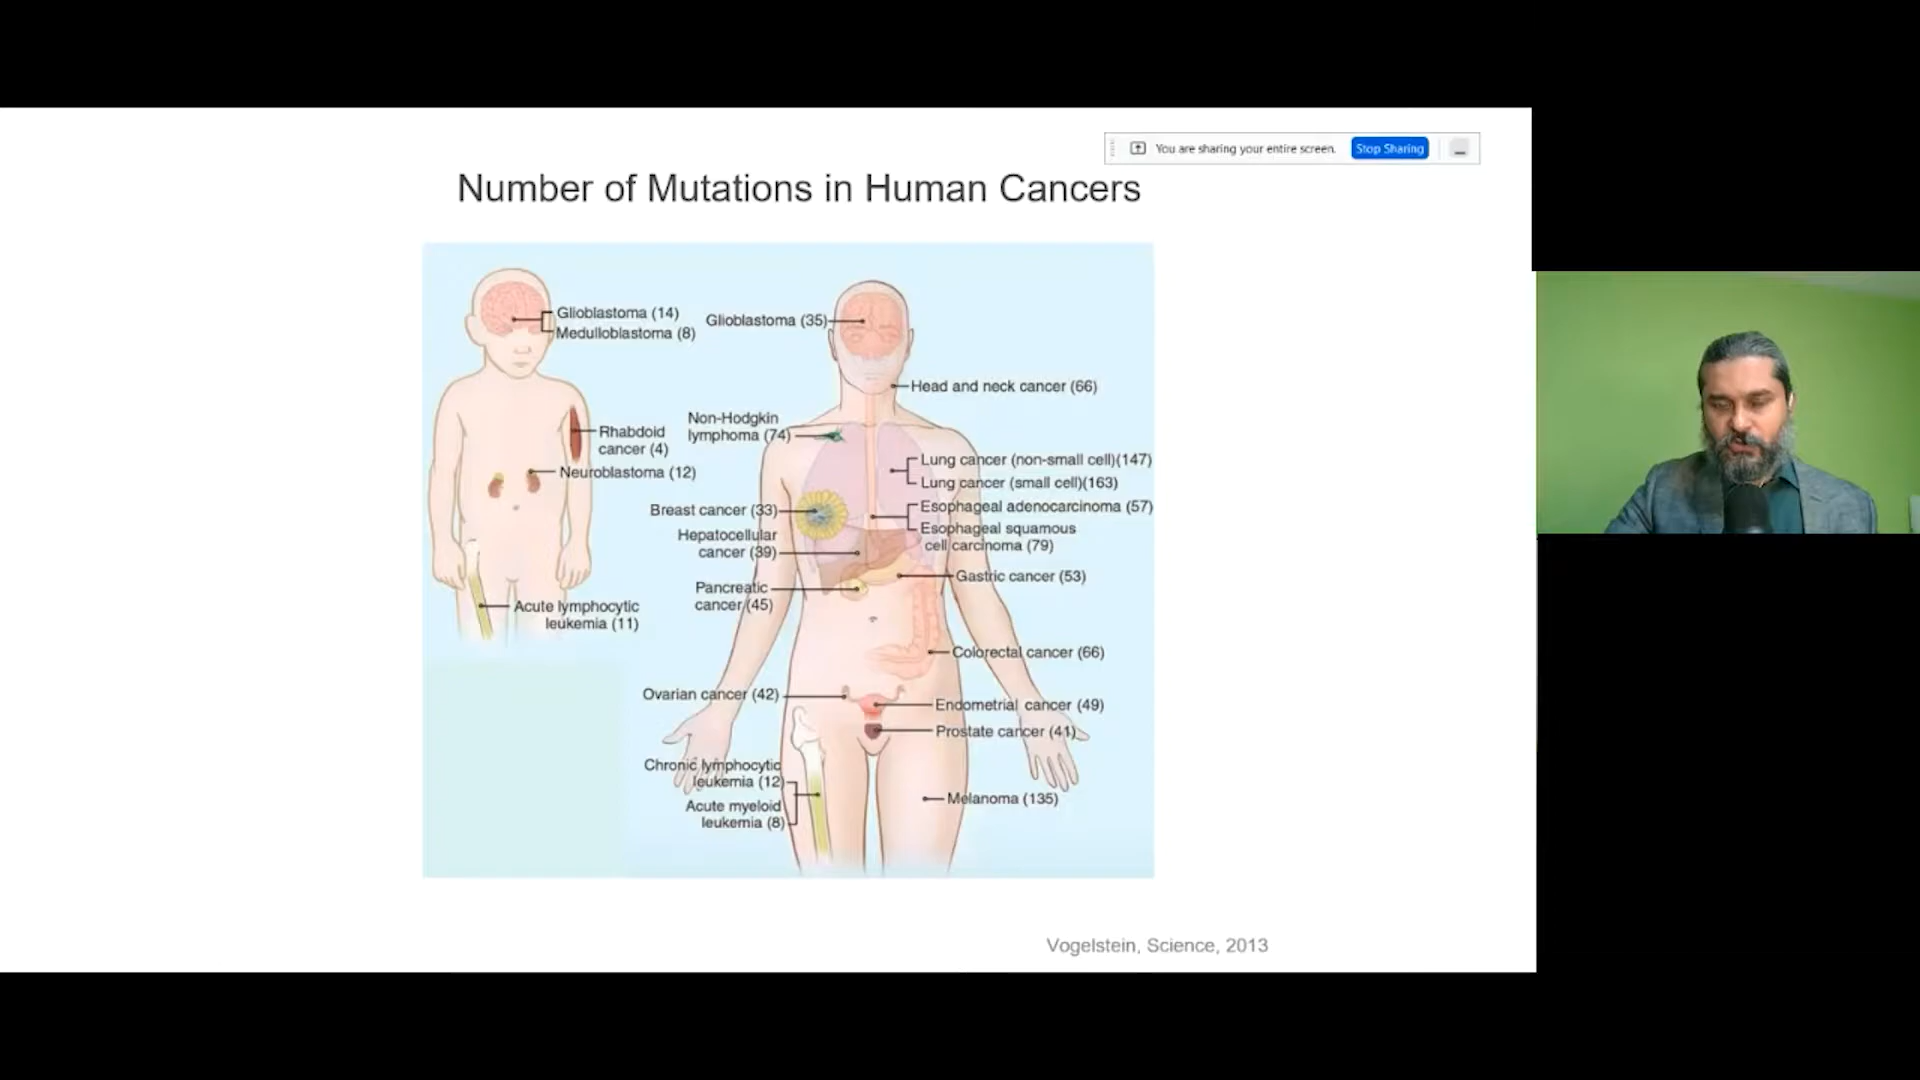 You are sharing your entire screen.
Stop Sharing
Number of Mutations in Human Cancers
Glioblastoma (14)
Medulloblastoma (8)
Rhabdoid
cancer (4)
Neuroblastoma (12)
Acute lymphocytic
leukemia (11)
Glioblastoma (35)
Head and neck cancer (66)
Non-Hodgkin
lymphoma (74)
Lung cancer (non-small cell)(147)
Lung cancer (small cell)(163)
Esophageal adenocarcinoma (57)
Esophageal squamous
cell carcinoma (79)
Breast cancer (33)
Hepatocellular
cancer (39)
Gastric cancer (53)
Pancreatic
cancer (45)
Colorectal cancer (66)
Ovarian cancer (42)
Endometrial cancer (49)
Prostate cancer (41)
Chronic lymphocytic
leukemia (12)
Acute myeloid
leukemia (8)
Melanoma (135)
Vogelstein, Science, 2013